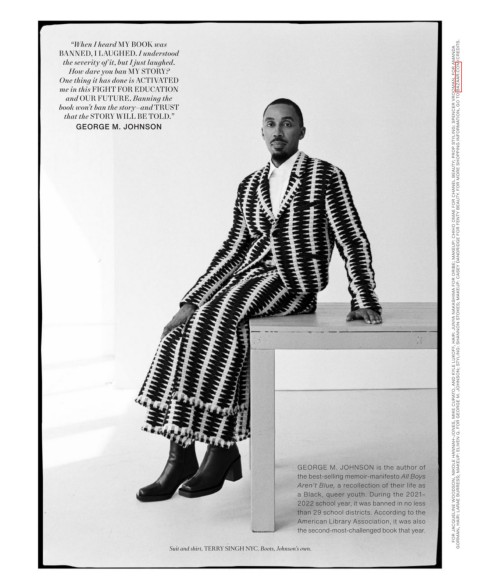 “When I heard MY BOOK was
BANNED, I LAUGHED. I understood
the severity of it, but I just laughed.
How dare you ban MY STORY?
One thing it has done is ACTIVATED
me in this FIGHT FOR EDUCATION
and OUR FUTURE. Banning the
book won’t ban the story—and TRUST
that the STORY WILL BE TOLD.”
GEORGE M. JOHNSON
GEORGE M. JOHNSON is the author of
the best-selling memoir-manifesto All Boys
Aren’t Blue, a recollection of their life as
a Black, queer youth. During the 2021–
2022 school year, it was banned in no less
than 29 school districts. According to the
American Library Association, it was also
the second-most-challenged book that year.
Suit and shirt, TERRY SINGH NYC. Boots, Johnson’s own.